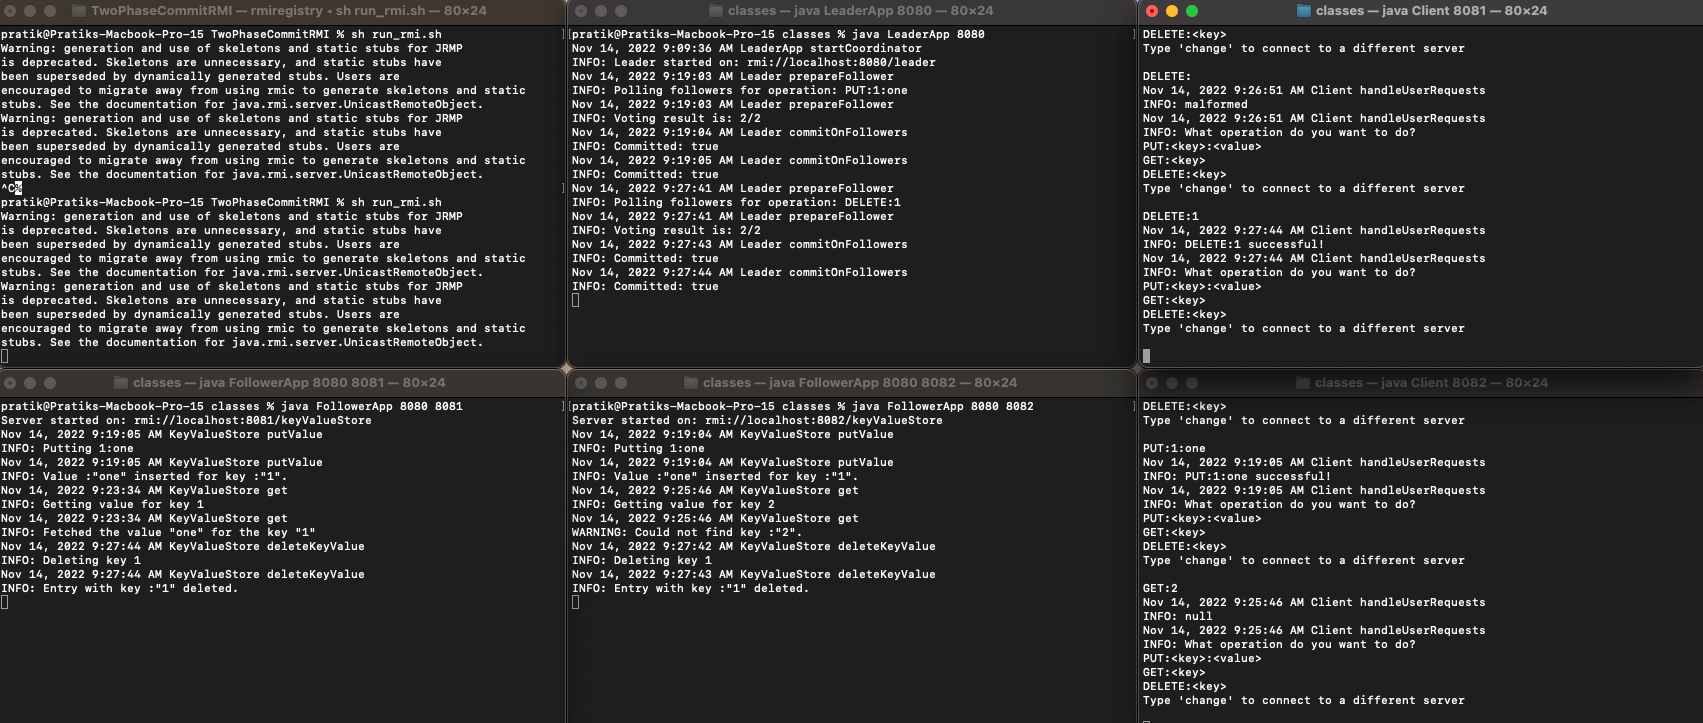 TwoPhaseCommitRMI — rmiregistry ◂ sh run_rmi.sh — 80×24
pratik@Pratiks-Macbook-Pro-15 TwoPhaseCommitRMI % sh run_rmi.sh
Warning: generation and use of skeletons and static stubs for JRMP
is deprecated. Skeletons are unnecessary, and static stubs have
been superseded by dynamically generated stubs. Users are
encouraged to migrate away from using rmic to generate skeletons and static
stubs. See the documentation for java.rmi.server.UnicastRemoteObject.
Warning: generation and use of skeletons and static stubs for JRMP
is deprecated. Skeletons are unnecessary, and static stubs have
been superseded by dynamically generated stubs. Users are
encouraged to migrate away from using rmic to generate skeletons and static
stubs. See the documentation for java.rmi.server.UnicastRemoteObject.
^C%
pratik@Pratiks-Macbook-Pro-15 TwoPhaseCommitRMI % sh run_rmi.sh
Warning: generation and use of skeletons and static stubs for JRMP
is deprecated. Skeletons are unnecessary, and static stubs have
been superseded by dynamically generated stubs. Users are
encouraged to migrate away from using rmic to generate skeletons and static
stubs. See the documentation for java.rmi.server.UnicastRemoteObject.
Warning: generation and use of skeletons and static stubs for JRMP
is deprecated. Skeletons are unnecessary, and static stubs have
been superseded by dynamically generated stubs. Users are
encouraged to migrate away from using rmic to generate skeletons and static
stubs. See the documentation for java.rmi.server.UnicastRemoteObject.
classes — java LeaderApp 8080 — 80×24
pratik@Pratiks-Macbook-Pro-15 classes % java LeaderApp 8080
Nov 14, 2022 9:09:36 AM LeaderApp startCoordinator
INFO: Leader started on: rmi://localhost:8080/leader
Nov 14, 2022 9:19:03 AM Leader prepareFollower
INFO: Polling followers for operation: PUT:1:one
Nov 14, 2022 9:19:03 AM Leader prepareFollower
INFO: Voting result is: 2/2
Nov 14, 2022 9:19:04 AM Leader commitOnFollowers
INFO: Committed: true
Nov 14, 2022 9:19:05 AM Leader commitOnFollowers
INFO: Committed: true
Nov 14, 2022 9:27:41 AM Leader prepareFollower
INFO: Polling followers for operation: DELETE:1
Nov 14, 2022 9:27:41 AM Leader prepareFollower
INFO: Voting result is: 2/2
Nov 14, 2022 9:27:43 AM Leader commitOnFollowers
INFO: Committed: true
Nov 14, 2022 9:27:44 AM Leader commitOnFollowers
INFO: Committed: true
classes — java Client 8081 — 80×24
DELETE:<key>
Type 'change' to connect to a different server
DELETE:
Nov 14, 2022 9:26:51 AM Client handleUserRequests
INFO: malformed
Nov 14, 2022 9:26:51 AM Client handleUserRequests
INFO: What operation do you want to do?
PUT:<key>:<value>
GET:<key>
DELETE:<key>
Type 'change' to connect to a different server
DELETE:1
Nov 14, 2022 9:27:44 AM Client handleUserRequests
INFO: DELETE:1 successful!
Nov 14, 2022 9:27:44 AM Client handleUserRequests
INFO: What operation do you want to do?
PUT:<key>:<value>
GET:<key>
DELETE:<key>
Type 'change' to connect to a different server
classes — java FollowerApp 8080 8081 — 80×24
pratik@Pratiks-Macbook-Pro-15 classes % java FollowerApp 8080 8081
Server started on: rmi://localhost:8081/keyValueStore
Nov 14, 2022 9:19:05 AM KeyValueStore putValue
INFO: Putting 1:one
Nov 14, 2022 9:19:05 AM KeyValueStore putValue
INFO: Value :"one" inserted for key :"1".
Nov 14, 2022 9:23:34 AM KeyValueStore get
INFO: Getting value for key 1
Nov 14, 2022 9:23:34 AM KeyValueStore get
INFO: Fetched the value "one" for the key "1"
Nov 14, 2022 9:27:44 AM KeyValueStore deleteKeyValue
INFO: Deleting key 1
Nov 14, 2022 9:27:44 AM KeyValueStore deleteKeyValue
INFO: Entry with key :"1" deleted.
classes — java FollowerApp 8080 8082 — 80×24
pratik@Pratiks-Macbook-Pro-15 classes % java FollowerApp 8080 8082
Server started on: rmi://localhost:8082/keyValueStore
Nov 14, 2022 9:19:04 AM KeyValueStore putValue
INFO: Putting 1:one
Nov 14, 2022 9:19:04 AM KeyValueStore putValue
INFO: Value :"one" inserted for key :"1".
Nov 14, 2022 9:25:46 AM KeyValueStore get
INFO: Getting value for key 2
Nov 14, 2022 9:25:46 AM KeyValueStore get
WARNING: Could not find key :"2".
Nov 14, 2022 9:27:42 AM KeyValueStore deleteKeyValue
INFO: Deleting key 1
Nov 14, 2022 9:27:43 AM KeyValueStore deleteKeyValue
INFO: Entry with key :"1" deleted.
classes — java Client 8082 — 80×24
DELETE:<key>
Type 'change' to connect to a different server
PUT:1:one
Nov 14, 2022 9:19:05 AM Client handleUserRequests
INFO: PUT:1:one successful!
Nov 14, 2022 9:19:05 AM Client handleUserRequests
INFO: What operation do you want to do?
PUT:<key>:<value>
GET:<key>
DELETE:<key>
Type 'change' to connect to a different server
GET:2
Nov 14, 2022 9:25:46 AM Client handleUserRequests
INFO: null
Nov 14, 2022 9:25:46 AM Client handleUserRequests
INFO: What operation do you want to do?
PUT:<key>:<value>
GET:<key>
DELETE:<key>
Type 'change' to connect to a different server